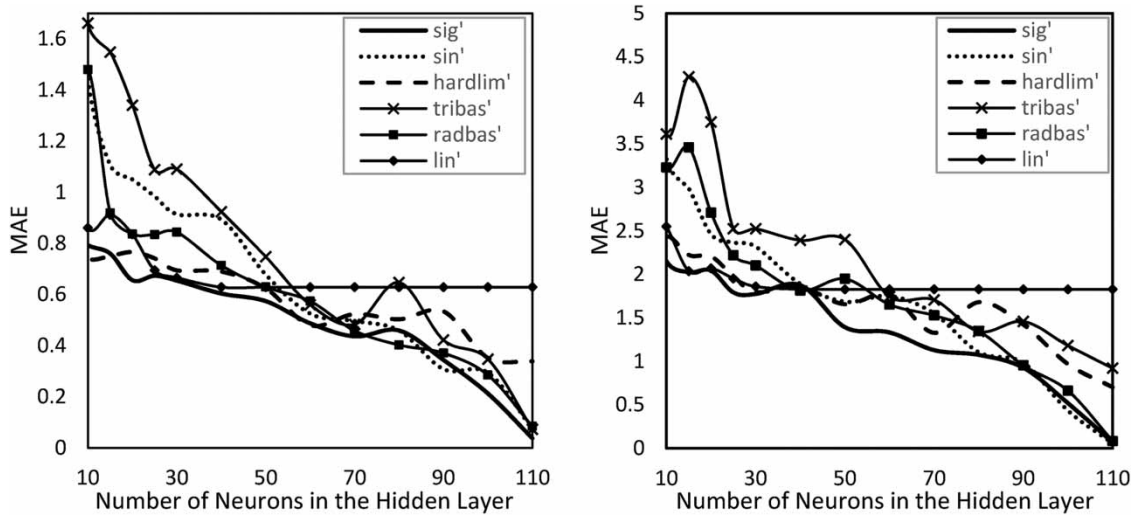 MAE
1.6
1.4
1.2
1
0.8
0.6
0.4
0.2
0
sig'
sin'
hardlim'
tribas'
radbas'
lin'
10 30 50 70 90 110
Number of Neurons in the Hidden Layer
MAE
5
4.5
4
3.5
3
2.5
2
1.5
1
0.5
0
sig'
sin'
hardlim'
tribas'
radbas'
lin'
10 30 50 70 90 110
Number of Neurons in the Hidden Layer